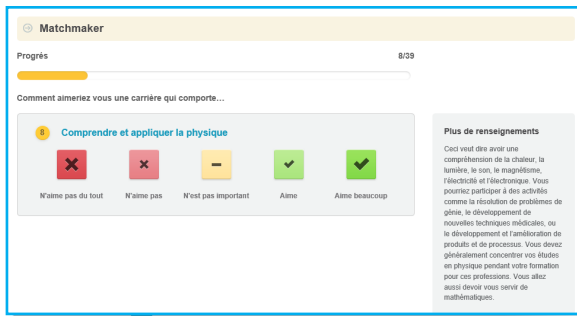 Matchmaker
Progrés 8/39
Comment aimeriez vous une carrière qui comporte...
8 Comprendre et appliquer la physique
N'aime pas du tout N'aime pas N'est pas important Aime Aime beaucoup
Plus de renseignements
Ceci veut dire avoir une
compréhension de la chaleur, la
lumière, le son, le magnétisme,
l'électricité et l'électronique. Vous
pourriez participer à des activités
comme la résolution de problèmes de
génie, le développement de
nouvelles techniques médicales, ou
le développement et l'amélioration de
produits et de processus. Vous devez
généralement concentrer vos études
en physique pendant votre formation
pour ces professions. Vous allez
aussi devoir vous servir de
mathématiques.